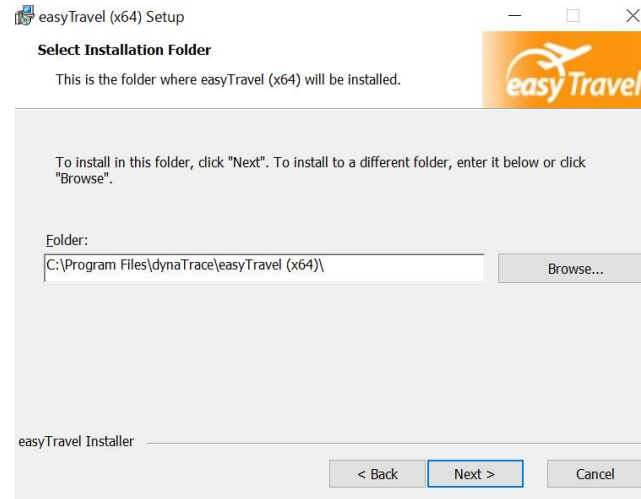 easyTravel (x64) Setup
Select Installation Folder
This is the folder where easyTravel (x64) will be installed.
easyTravel
To install in this folder, click "Next". To install to a different folder, enter it below or click
"Browse".
Folder:
C:\Program Files\dynaTrace\easyTravel (x64)\
Browse...
easyTravel Installer
< Back
Next >
Cancel